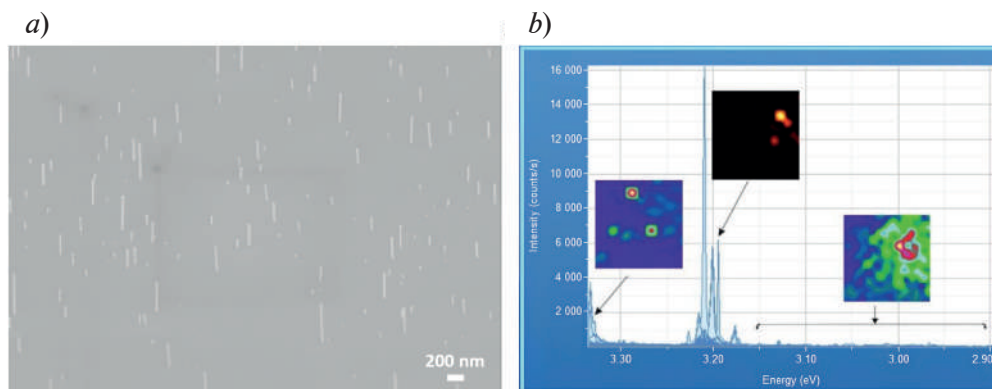 a)
b)
200 nm
Intensity (counts/s)
16 000
14 000
12 000
10 000
8 000
6 000
4 000
2 000
3.30
3.20
3.10
3.00
2.90
Energy (eV)